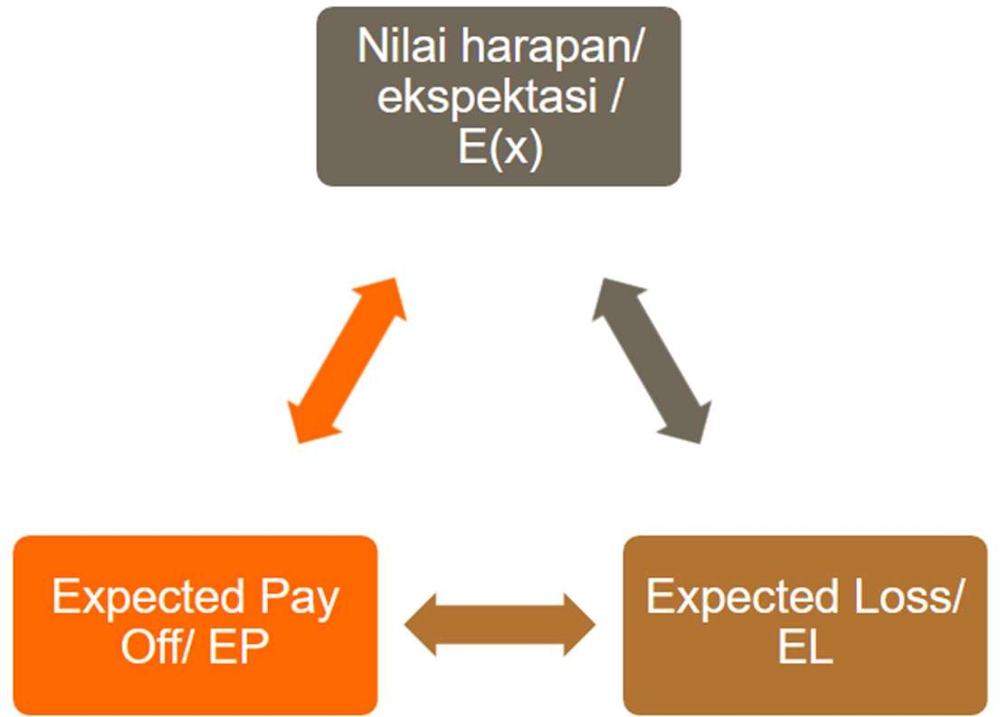 Nilai harapan/
ekspektasi /
E(x)
Expected Pay
Off/ EP
Expected Loss/
EL